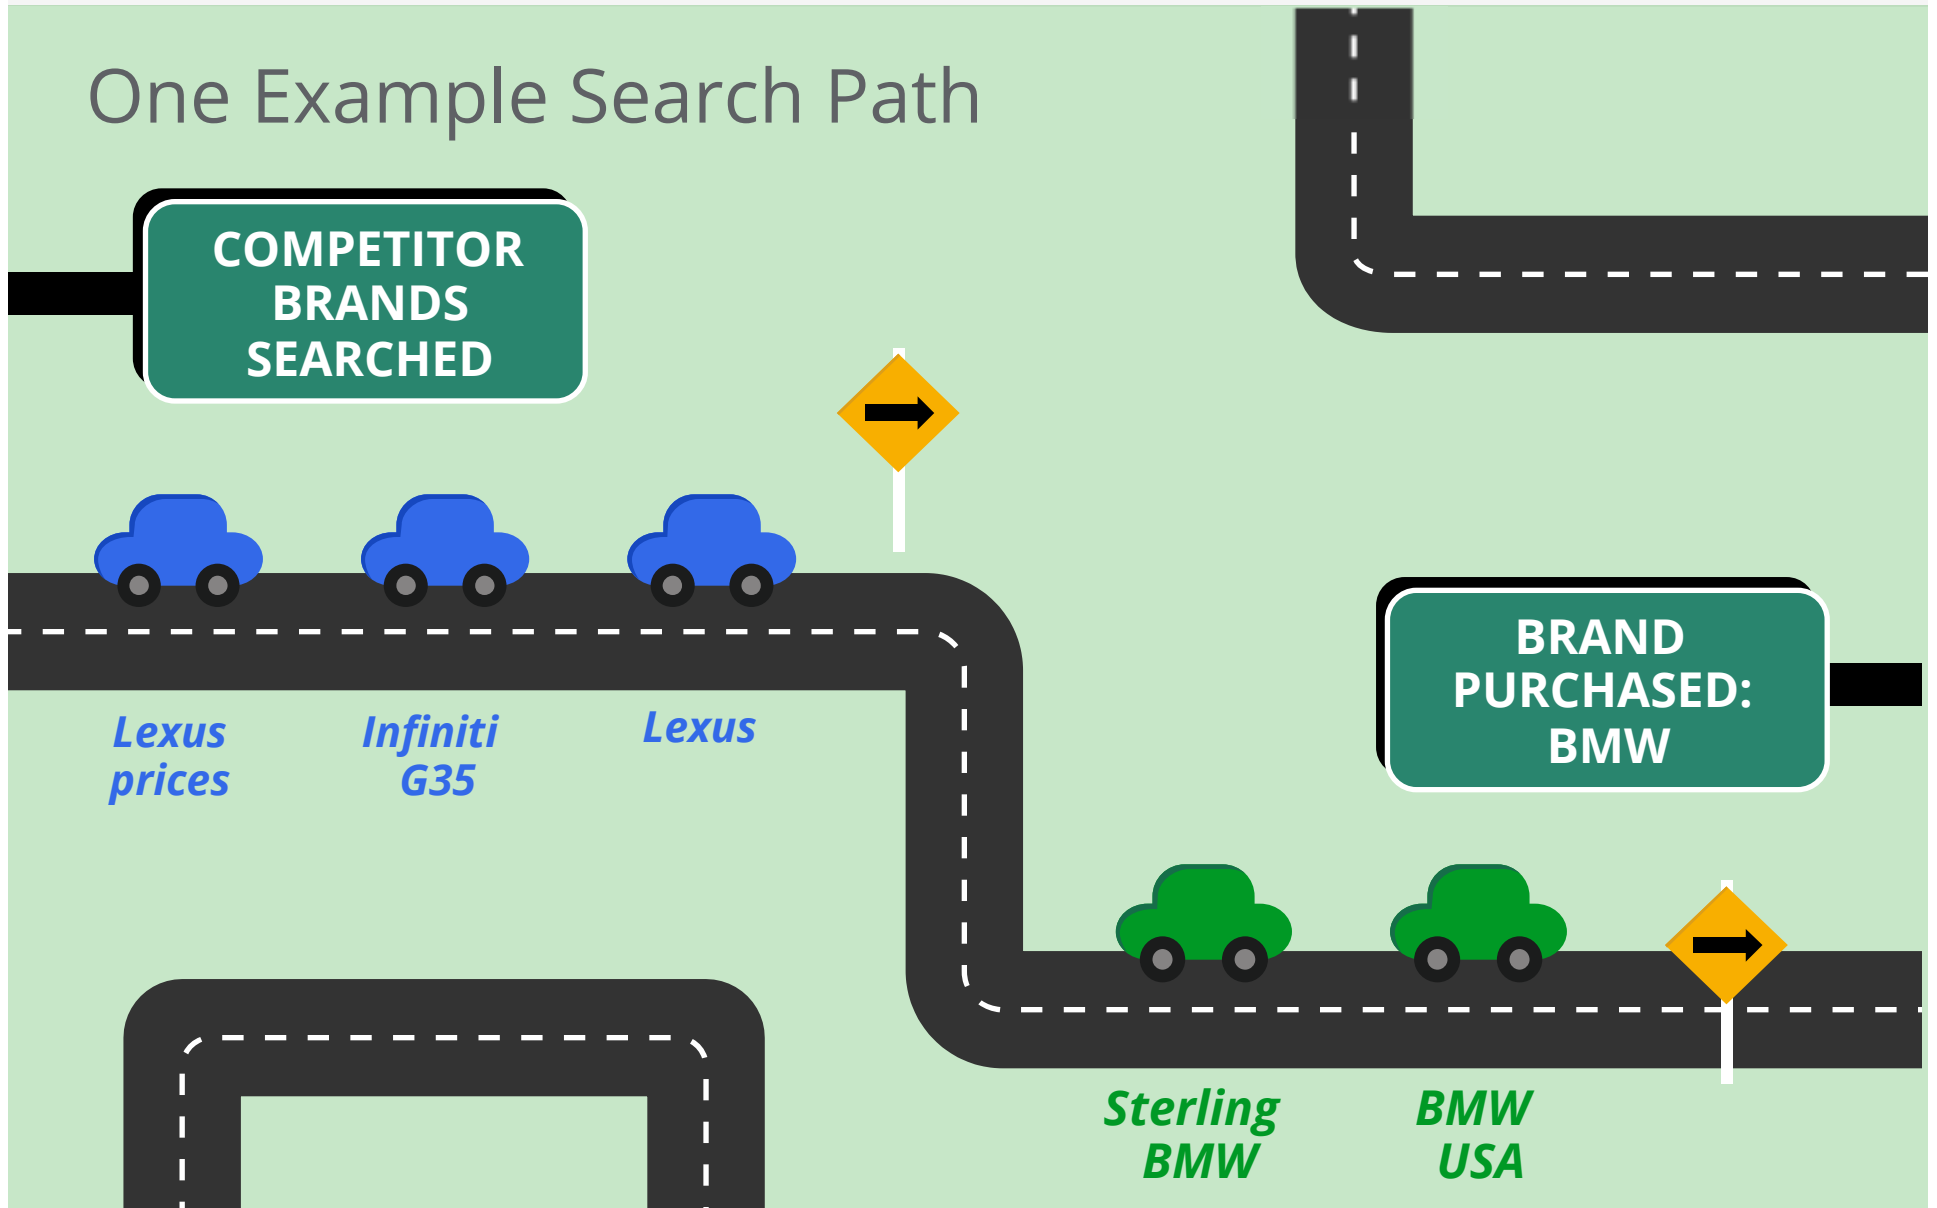 One Example Search Path
COMPETITOR
BRANDS
SEARCHED
Lexus
prices
Infiniti
G35
Lexus
BRAND
PURCHASED:
BMW
Sterling
BMW
BMW
USA